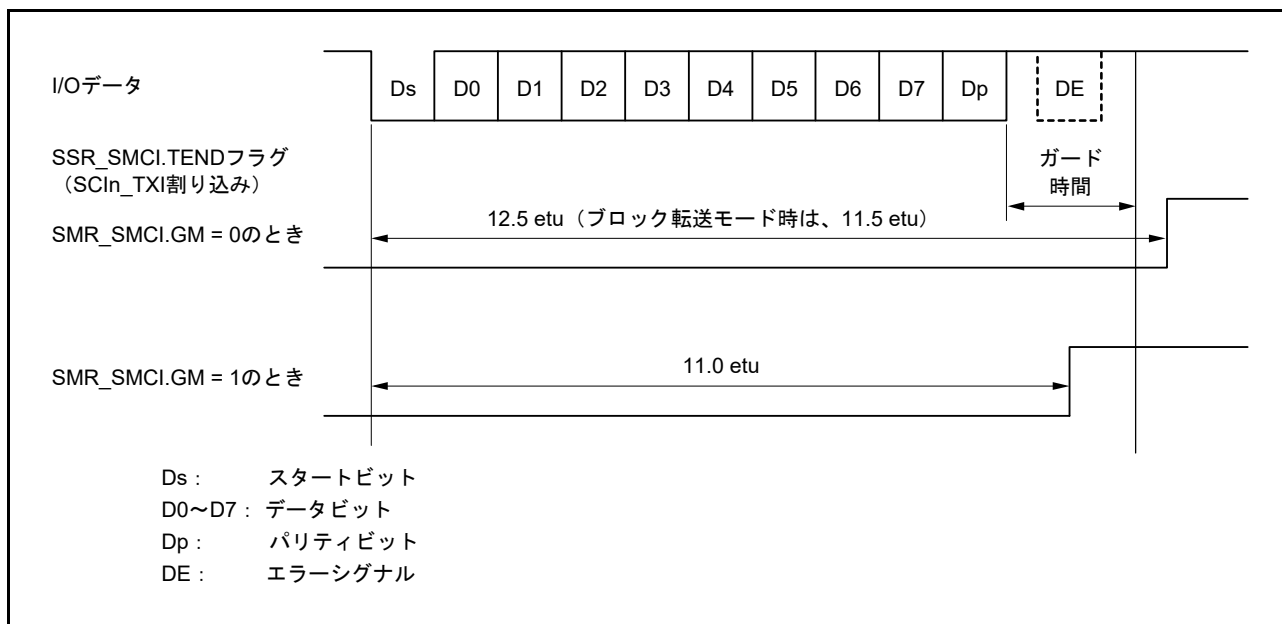 I/Oデータ
Ds D0 D1 D2 D3 D4 D5 D6 D7 Dp DE
SSR_SMCI.TENDフラグ
（SCIn_TXI割り込み）
ガード
時間
12.5 etu（ブロック転送モード時は、11.5 etu）
SMR_SMCI.GM = 0のとき
11.0 etu
SMR_SMCI.GM = 1のとき
Ds： スタートビット
D0～D7： データビット
Dp： パリティビット
DE： エラーシグナル